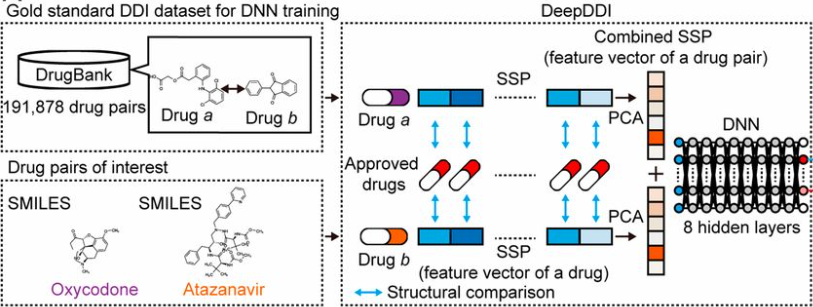 Gold standard DDI dataset for DNN training
DrugBank
191,878 drug pairs
Drug a
Drug b
Drug pairs of interest
SMILES
SMILES
Oxycodone
Atazanavir
DeepDDI
Combined SSP
(feature vector of a drug pair)
SSP
Drug a
PCA
DNN
Approved
drugs
+
PCA
8 hidden layers
Drug b
SSP
(feature vector of a drug)
Structural comparison